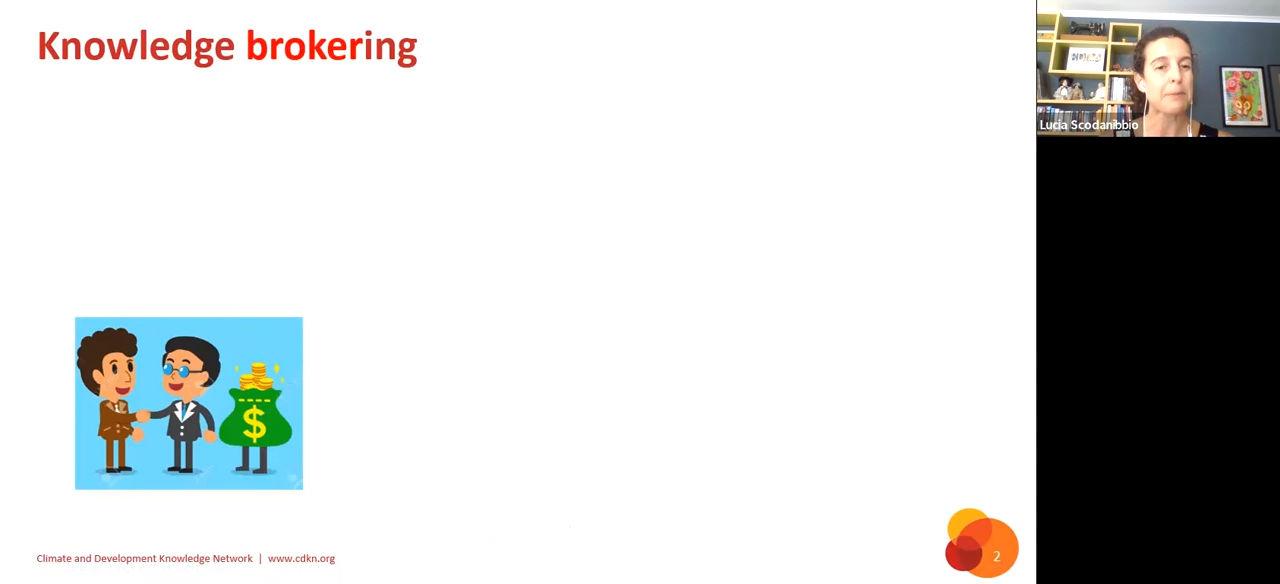 Knowledge brokering
Lucia Scodanibbio
$
Climate and Development Knowledge Network | www.cdkn.org
2